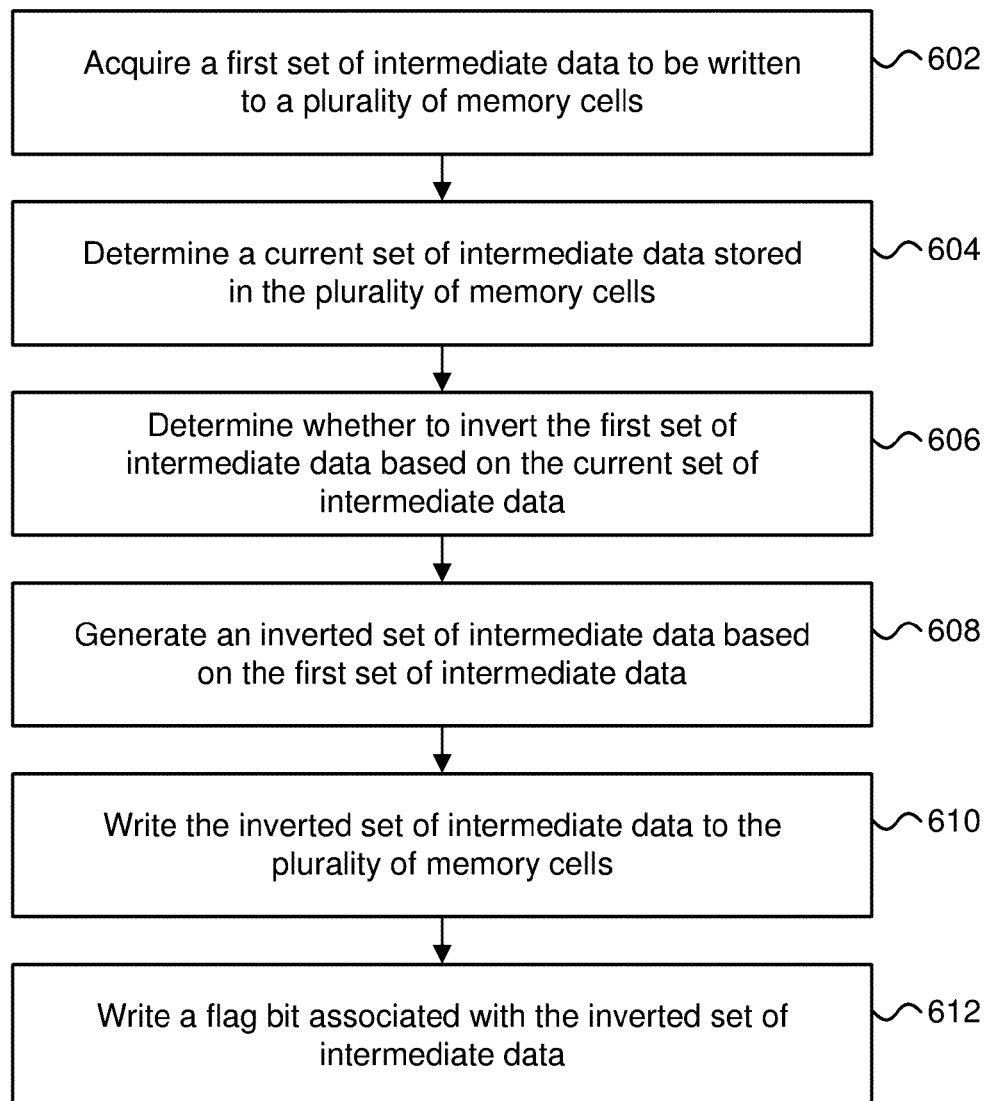 Acquire a first set of intermediate data to be written
to a plurality of memory cells
602
Determine a current set of intermediate data stored
in the plurality of memory cells
604
Determine whether to invert the first set of
intermediate data based on the current set of
intermediate data
606
Generate an inverted set of intermediate data based
on the first set of intermediate data
608
Write the inverted set of intermediate data to the
plurality of memory cells
610
Write a flag bit associated with the inverted set of
intermediate data
612